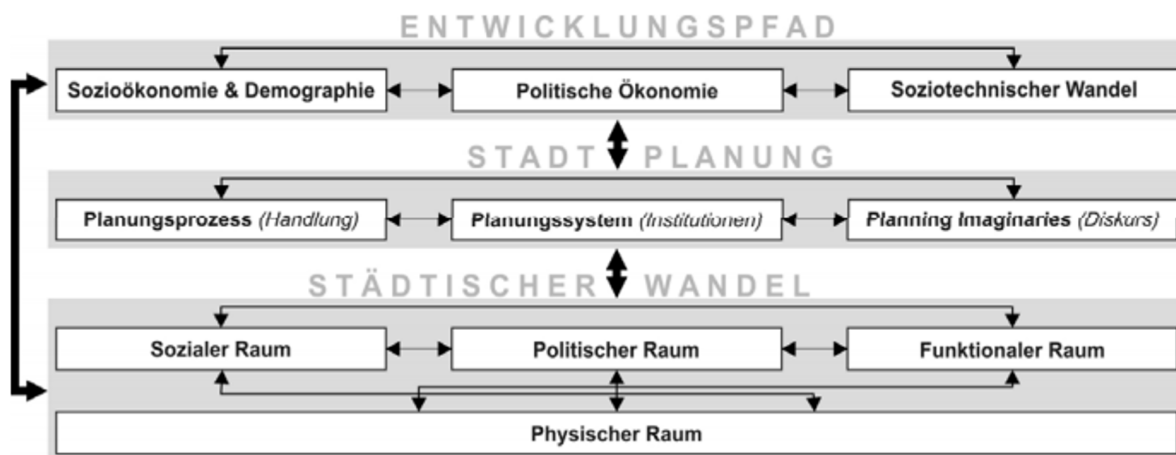 ENTWICKLUNGSPFAD
Sozioökonomie & Demographie Politische Ökonomie Soziotechnischer Wandel
STADT PLANUNG
Planungsprozess (Handlung) Planungssystem (Institutionen) Planning Imaginaries (Diskurs)
STÄDTISCHER WANDEL
Sozialer Raum Politischer Raum Funktionaler Raum
Physischer Raum